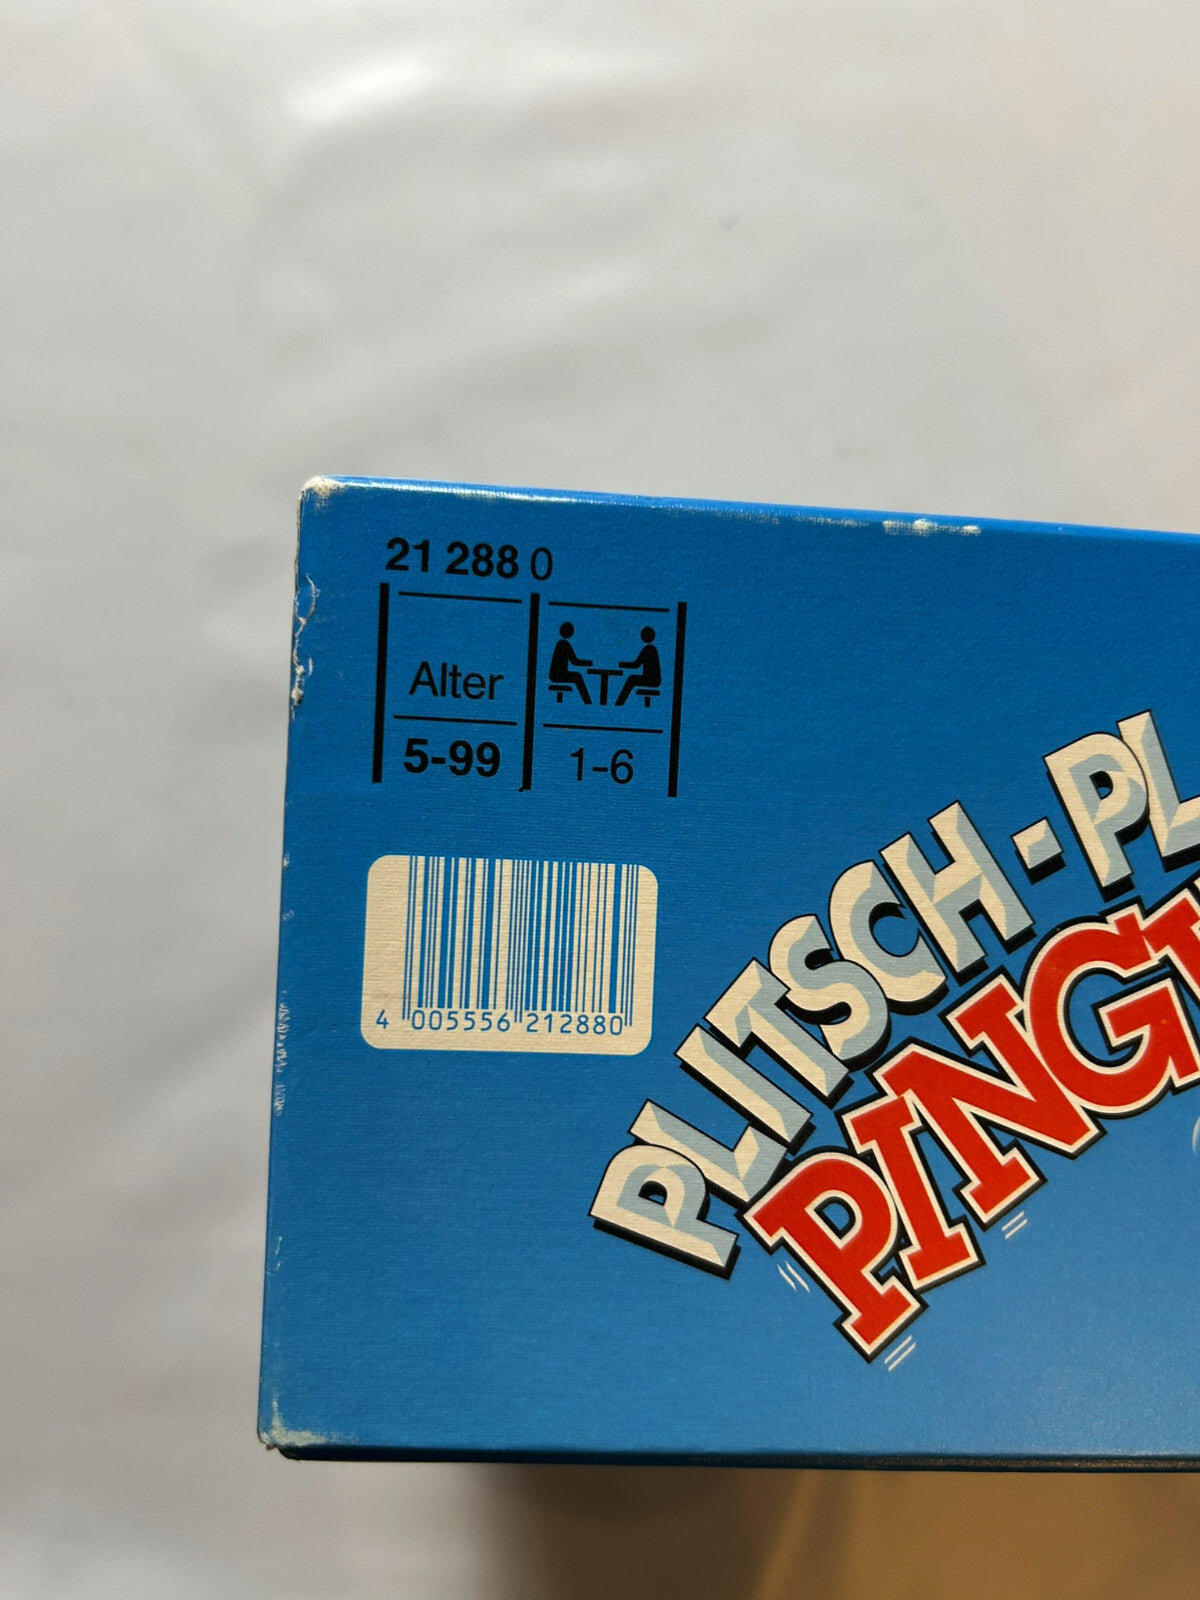 21 288 0
Alter
5-99
1-6
4 005556 212880
PLITSCH-PL
PING